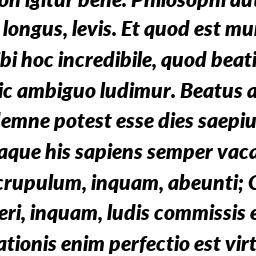 on igitur bene. Philosophi aut
longus, levis. Et quod est mu
bi hoc incredibile, quod beati
ic ambiguo ludimur. Beatus a
emne potest esse dies saepiu
aque his sapiens semper vaca
crupulum, inquam, abeunti;
eri, inquam, ludis commissis e
ationis enim perfectio est virt